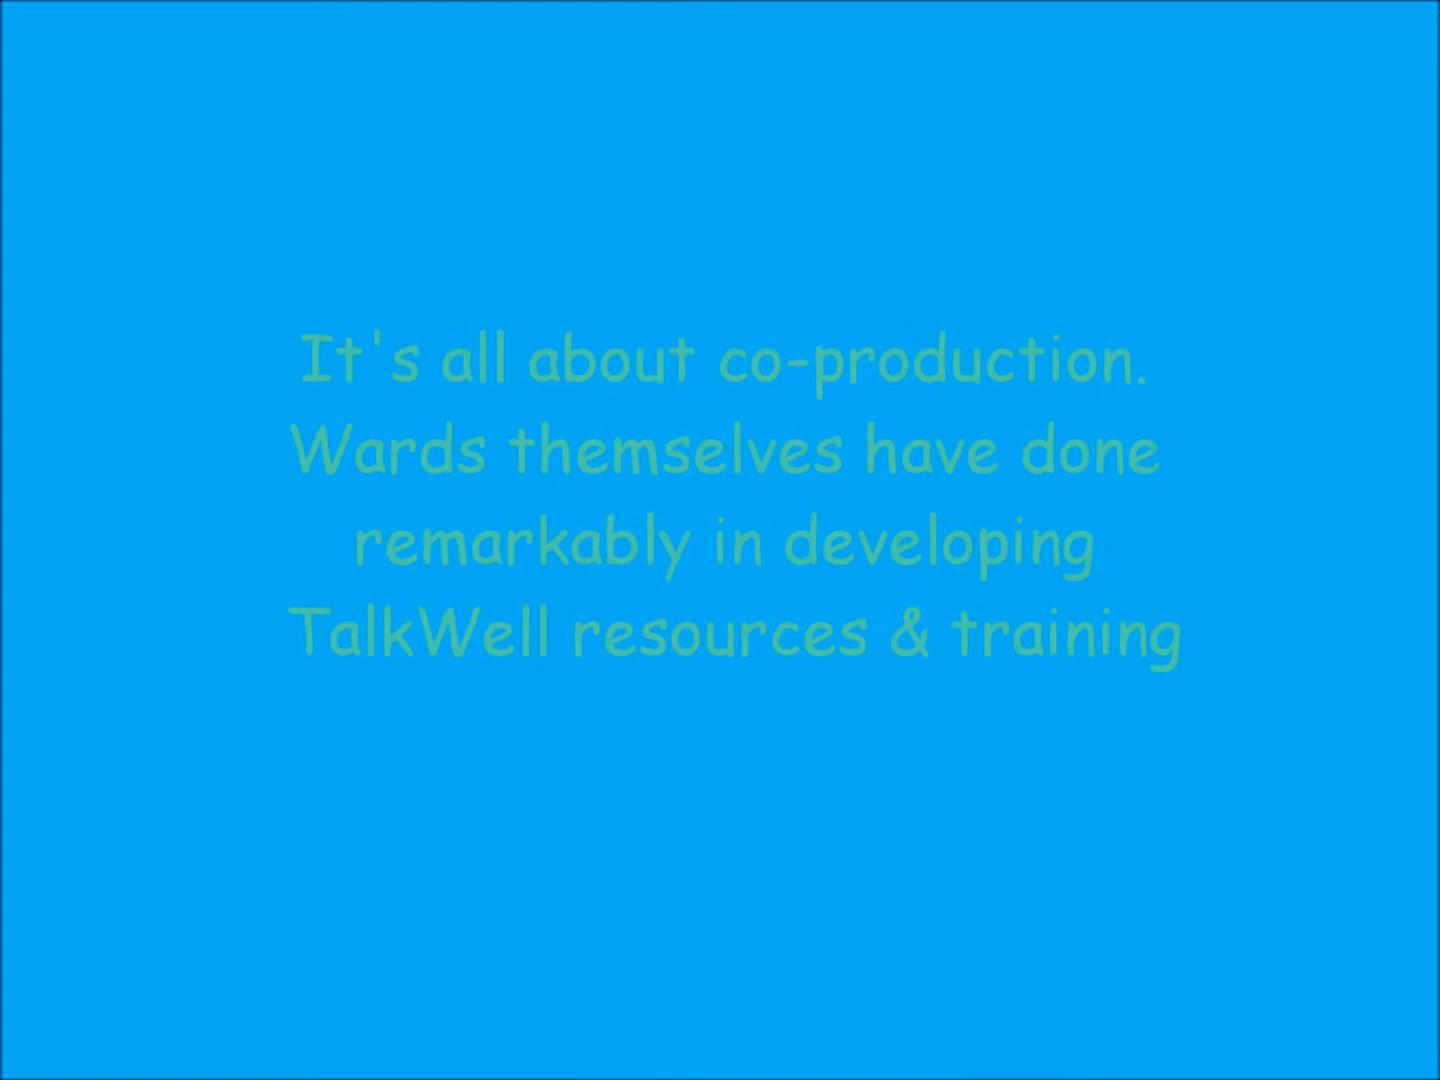 It's all about co-production.
Wards themselves have done
remarkably in developing
TalkWell resources & training